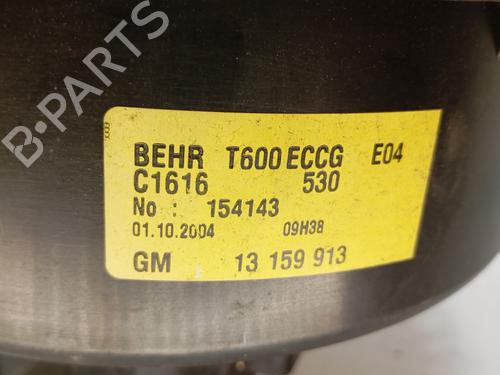 B-PARTS
BEHR T600 ECCG E04
C1616 530
No : 154143
01.10.2004 09H38
GM 13 159 913